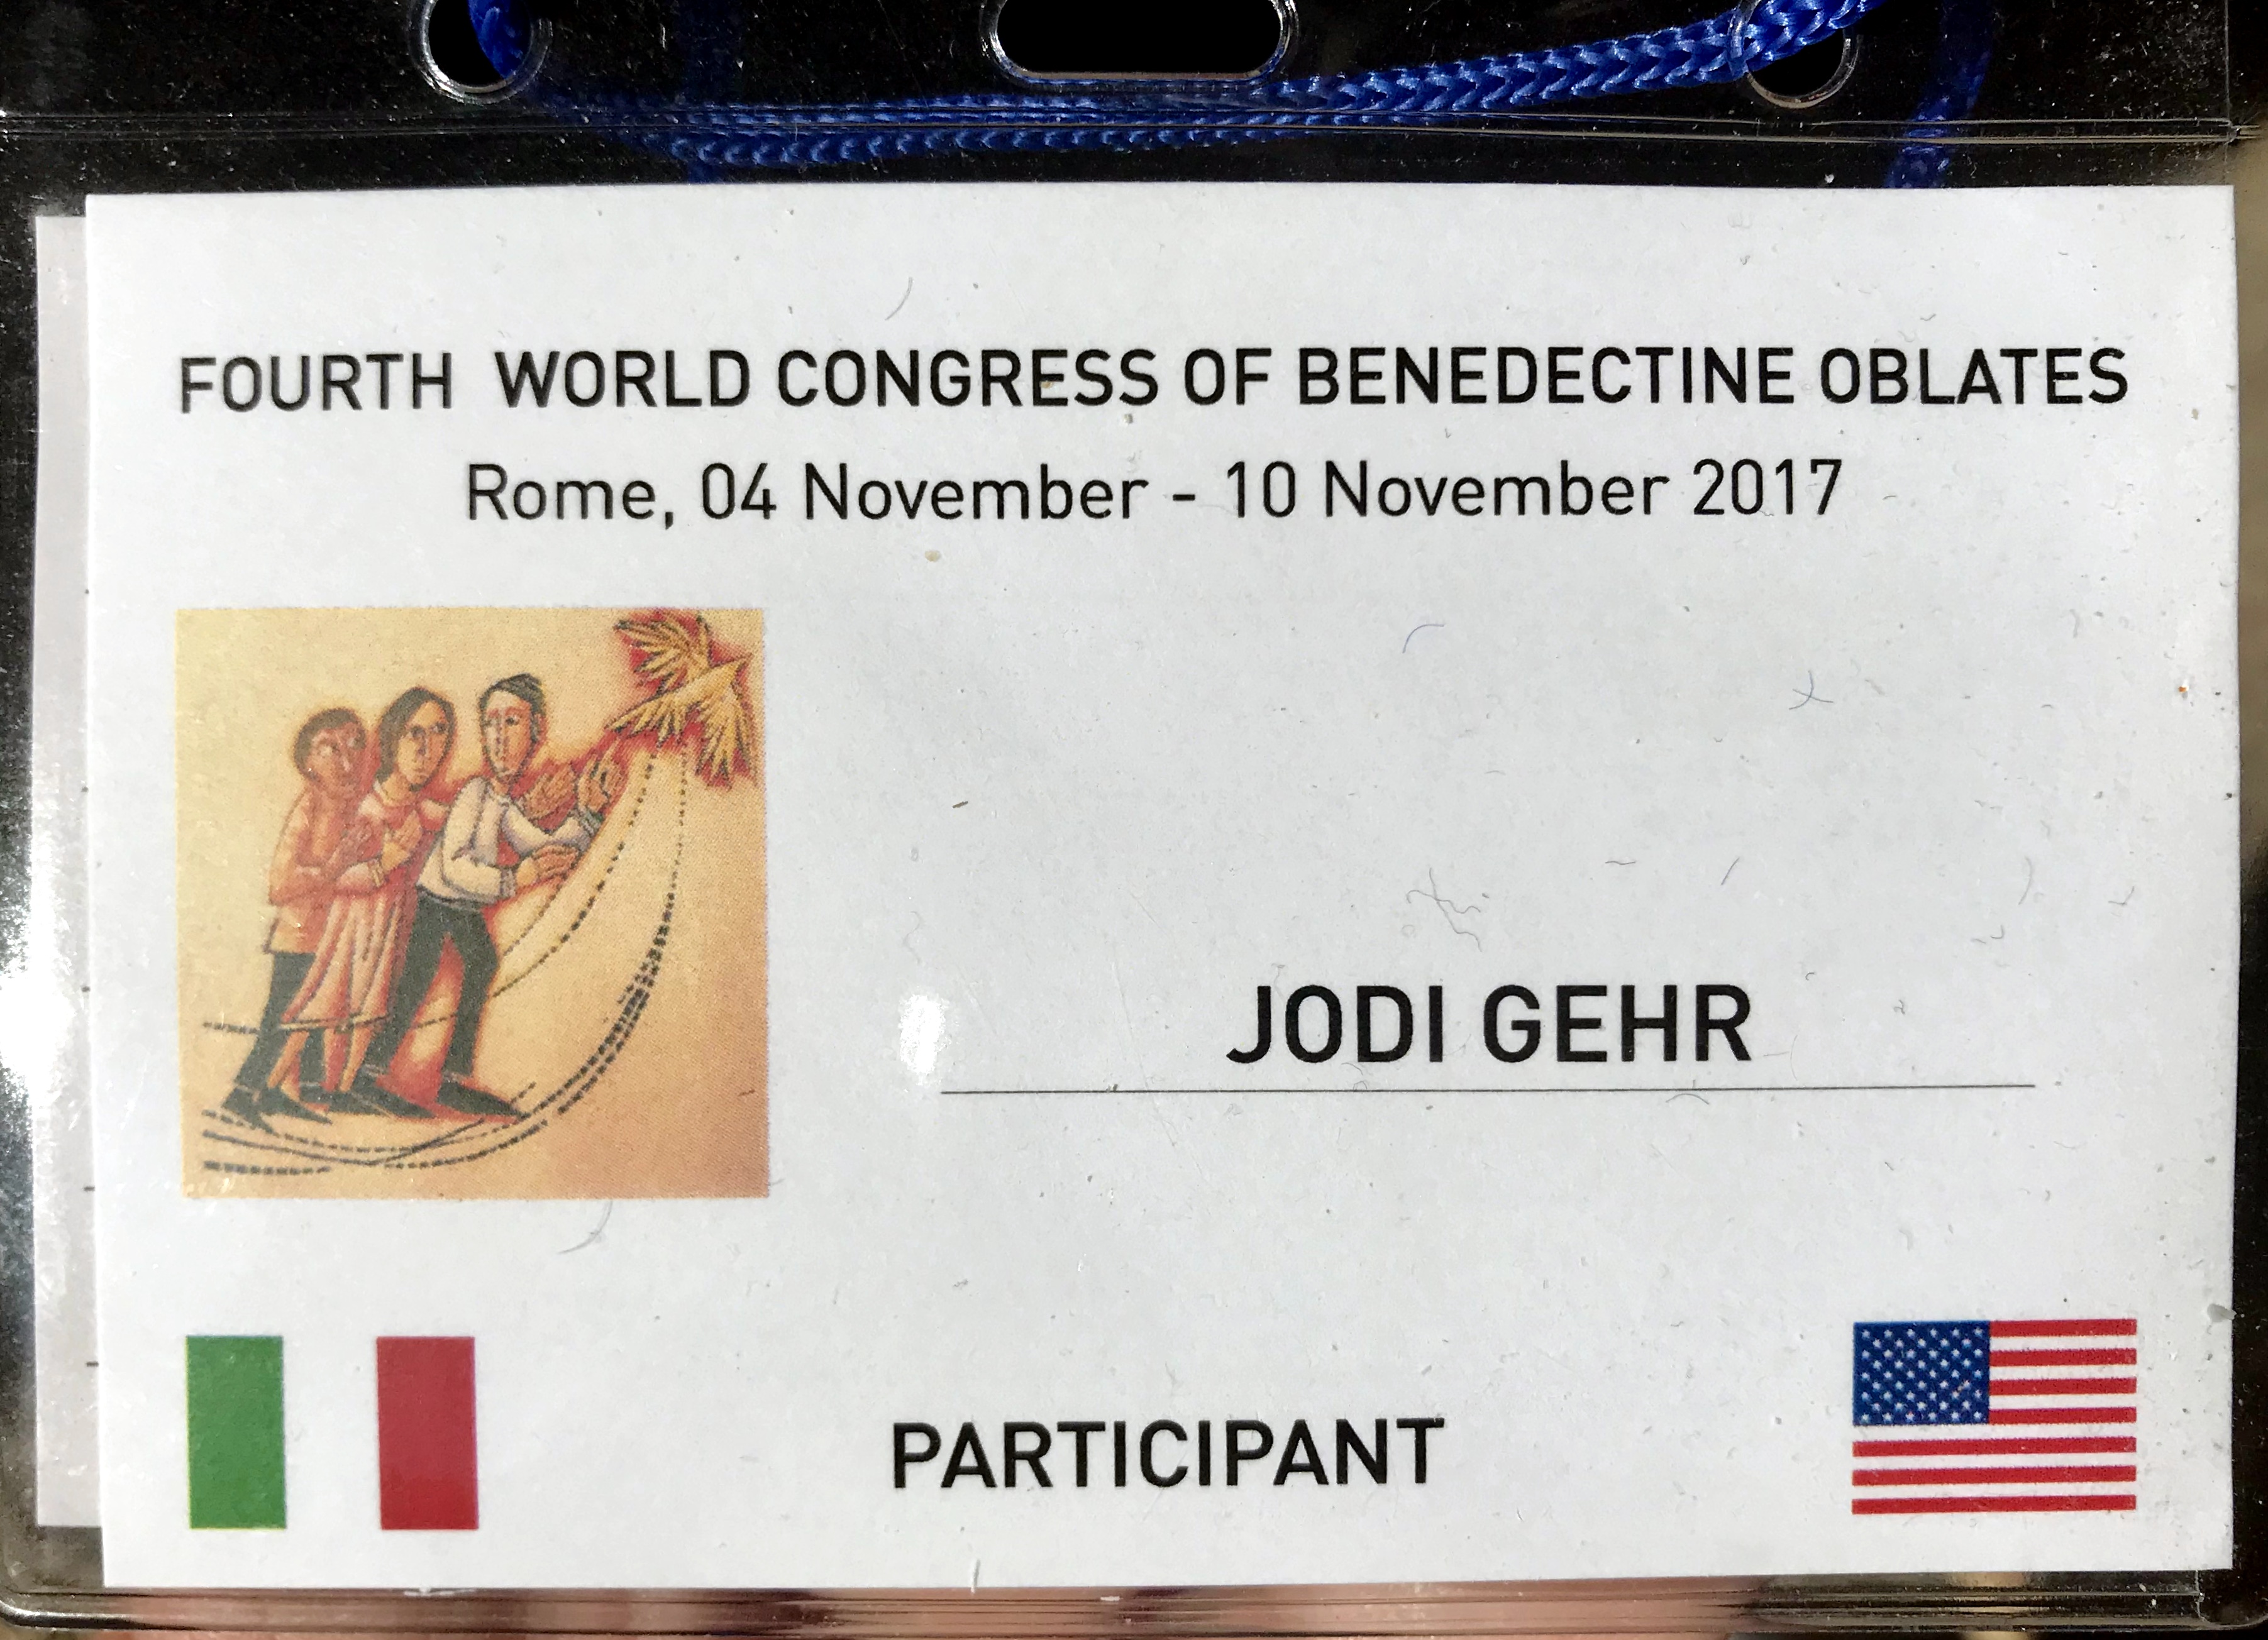 FOURTH WORLD CONGRESS OF BENEDECTINE OBLATES
Rome, 04 November - 10 November 2017
JODI GEHR
PARTICIPANT